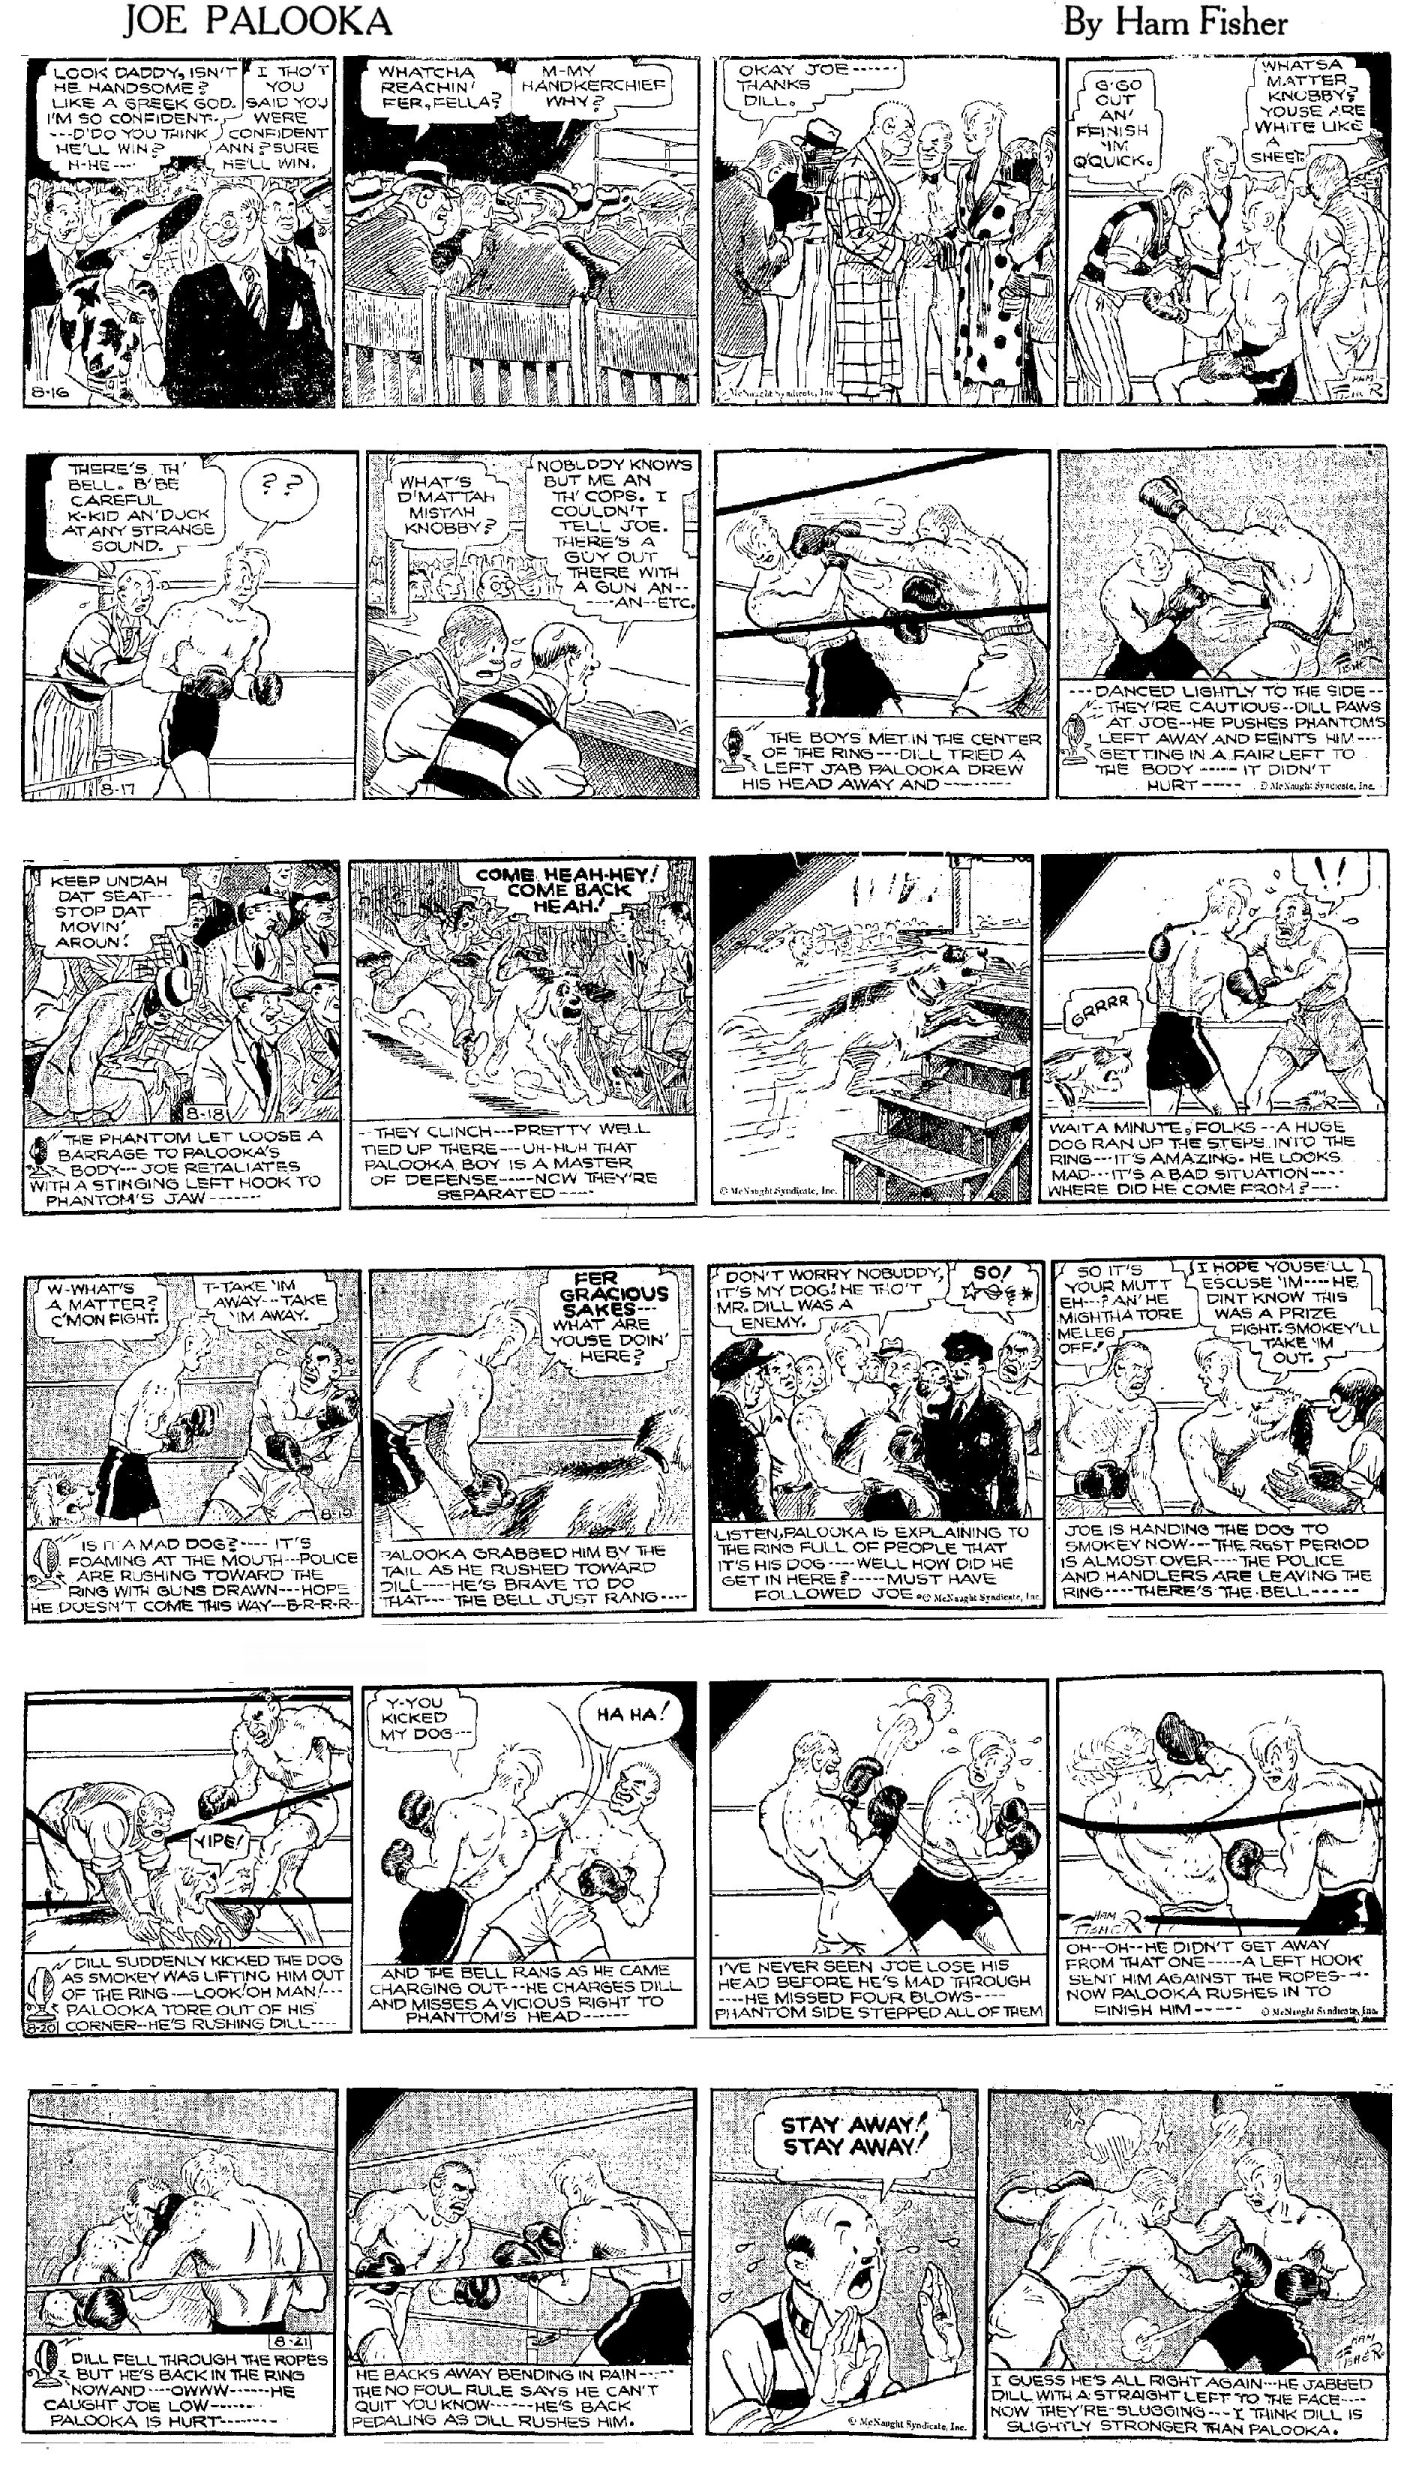 JOE PALOOKA
By Ham Fisher
LOOK DADDY, ISN'T
HE HANDSOME?
LIKE A GREEK GOD.
I'M SO CONFIDENT.
---D'DO YOU THINK
HE'LL WIN?
H-HE---
I THO'T
YOU
SAID YOU
WERE
CONFIDENT
ANN? SURE
HE'LL WIN.
8-16
WHATCHA
REACHIN'
FER, FELLA?
M-MY
HANDKERCHIEF
WHY?
OKAY JOE------
THANKS
DILL.
© McNaught Syndicate, Inc.
G'GO
OUT
AN'
FFINISH
'IM
Q'QUICK.
WHATSA
MATTER
KNOBBY?
YOUSE ARE
WHITE LIKE
A
SHEET.
HAM
FISHER
THERE'S TH'
BELL. B'BE
CAREFUL
K-KID AN' DUCK
AT ANY STRANGE
SOUND.
? ?
8-17
WHAT'S
D'MATTAH
MISTAH
KNOBBY?
NOBUDDY KNOWS
BUT ME AN
TH' COPS. I
COULDN'T
TELL JOE.
THERE'S A
GUY OUT
THERE WITH
A GUN AN--
---AN--ETC.
THE BOYS MET IN THE CENTER
OF THE RING---DILL TRIED A
LEFT JAB PALOOKA DREW
HIS HEAD AWAY AND--------
HAM
FISHER
---DANCED LIGHTLY TO THE SIDE--
--THEY'RE CAUTIOUS--DILL PAWS
AT JOE--HE PUSHES PHANTOM'S
LEFT AWAY AND FEINTS HIM----
GETTING IN A FAIR LEFT TO
THE BODY ----- IT DIDN'T
HURT-----
© McNaught Syndicate, Inc.
KEEP UNDAH
DAT SEAT---
STOP DAT
MOVIN'
AROUN'.
8-18
THE PHANTOM LET LOOSE A
BARRAGE TO PALOOKA'S
BODY--- JOE RETALIATES
WITH A STINGING LEFT HOOK TO
PHANTOM'S JAW------
COME HEAH-HEY!
COME BACK
HEAH!
--THEY CLINCH---PRETTY WELL
TIED UP THERE---UH-HUH THAT
PALOOKA BOY IS A MASTER
OF DEFENSE-----NOW THEY'RE
SEPARATED----
© McNaught Syndicate, Inc.
GRRRR
!!
HAM
FISHER
WAIT A MINUTE, FOLKS--A HUGE
DOG RAN UP THE STEPS INTO THE
RING---IT'S AMAZING. HE LOOKS
MAD---IT'S A BAD SITUATION----
WHERE DID HE COME FROM?----
W-WHAT'S
A MATTER?
C'MON FIGHT.
T-TAKE 'IM
AWAY---TAKE
'IM AWAY.
8-19
IS IT A MAD DOG?---- IT'S
FOAMING AT THE MOUTH---POLICE
ARE RUSHING TOWARD THE
RING WITH GUNS DRAWN---HOPE
HE DOESN'T COME THIS WAY--B-R-R-R--
FER
GRACIOUS
SAKES---
WHAT ARE
YOUSE DOIN'
HERE?
PALOOKA GRABBED HIM BY THE
TAIL AS HE RUSHED TOWARD
DILL----HE'S BRAVE TO DO
THAT----THE BELL JUST RANG----
DON'T WORRY NOBUDDY,
IT'S MY DOG! HE THO'T
MR. DILL WAS A
ENEMY.
SO!
LISTEN, PALOOKA IS EXPLAINING TO
THE RING FULL OF PEOPLE THAT
IT'S HIS DOG----WELL HOW DID HE
GET IN HERE?-----MUST HAVE
FOLLOWED JOE.
© McNaught Syndicate, Inc.
SO IT'S
YOUR MUTT
EH--? AN' HE
MIGHTHA TORE
ME LEG
OFF!
I HOPE YOUSE'LL
ESCUSE 'IM----HE
DINT KNOW THIS
WAS A PRIZE
FIGHT. SMOKEY'LL
TAKE 'IM
OUT.
JOE IS HANDING THE DOG TO
SMOKEY NOW---THE REST PERIOD
IS ALMOST OVER----THE POLICE
AND HANDLERS ARE LEAVING THE
RING----THERE'S THE BELL-----
YIPE!
8-20
DILL SUDDENLY KICKED THE DOG
AS SMOKEY WAS LIFTING HIM OUT
OF THE RING---LOOK! OH MAN!---
PALOOKA TORE OUT OF HIS
CORNER--HE'S RUSHING DILL----
Y-YOU
KICKED
MY DOG---
HA HA!
AND THE BELL RANG AS HE CAME
CHARGING OUT---HE CHARGES DILL
AND MISSES A VICIOUS RIGHT TO
PHANTOM'S HEAD------
I'VE NEVER SEEN JOE LOSE HIS
HEAD BEFORE HE'S MAD THROUGH
----HE MISSED FOUR BLOWS----
PHANTOM SIDE STEPPED ALL OF THEM
HAM
FISHER
OH--OH--HE DIDN'T GET AWAY
FROM THAT ONE-----A LEFT HOOK
SENT HIM AGAINST THE ROPES----
NOW PALOOKA RUSHES IN TO
FINISH HIM-----
© McNaught Syndicate, Inc.
8-21
DILL FELL THROUGH THE ROPES
BUT HE'S BACK IN THE RING
NOW AND----OWWW------HE
CAUGHT JOE LOW------
PALOOKA IS HURT--------
HE BACKS AWAY BENDING IN PAIN-----
THE NO FOUL RULE SAYS HE CAN'T
QUIT YOU KNOW------HE'S BACK
PEDALING AS DILL RUSHES HIM.
STAY AWAY!
STAY AWAY!
© McNaught Syndicate, Inc.
HAM
FISHER
I GUESS HE'S ALL RIGHT AGAIN---HE JABBED
DILL WITH A STRAIGHT LEFT TO THE FACE----
NOW THEY'RE SLUGGING---I THINK DILL IS
SLIGHTLY STRONGER THAN PALOOKA.